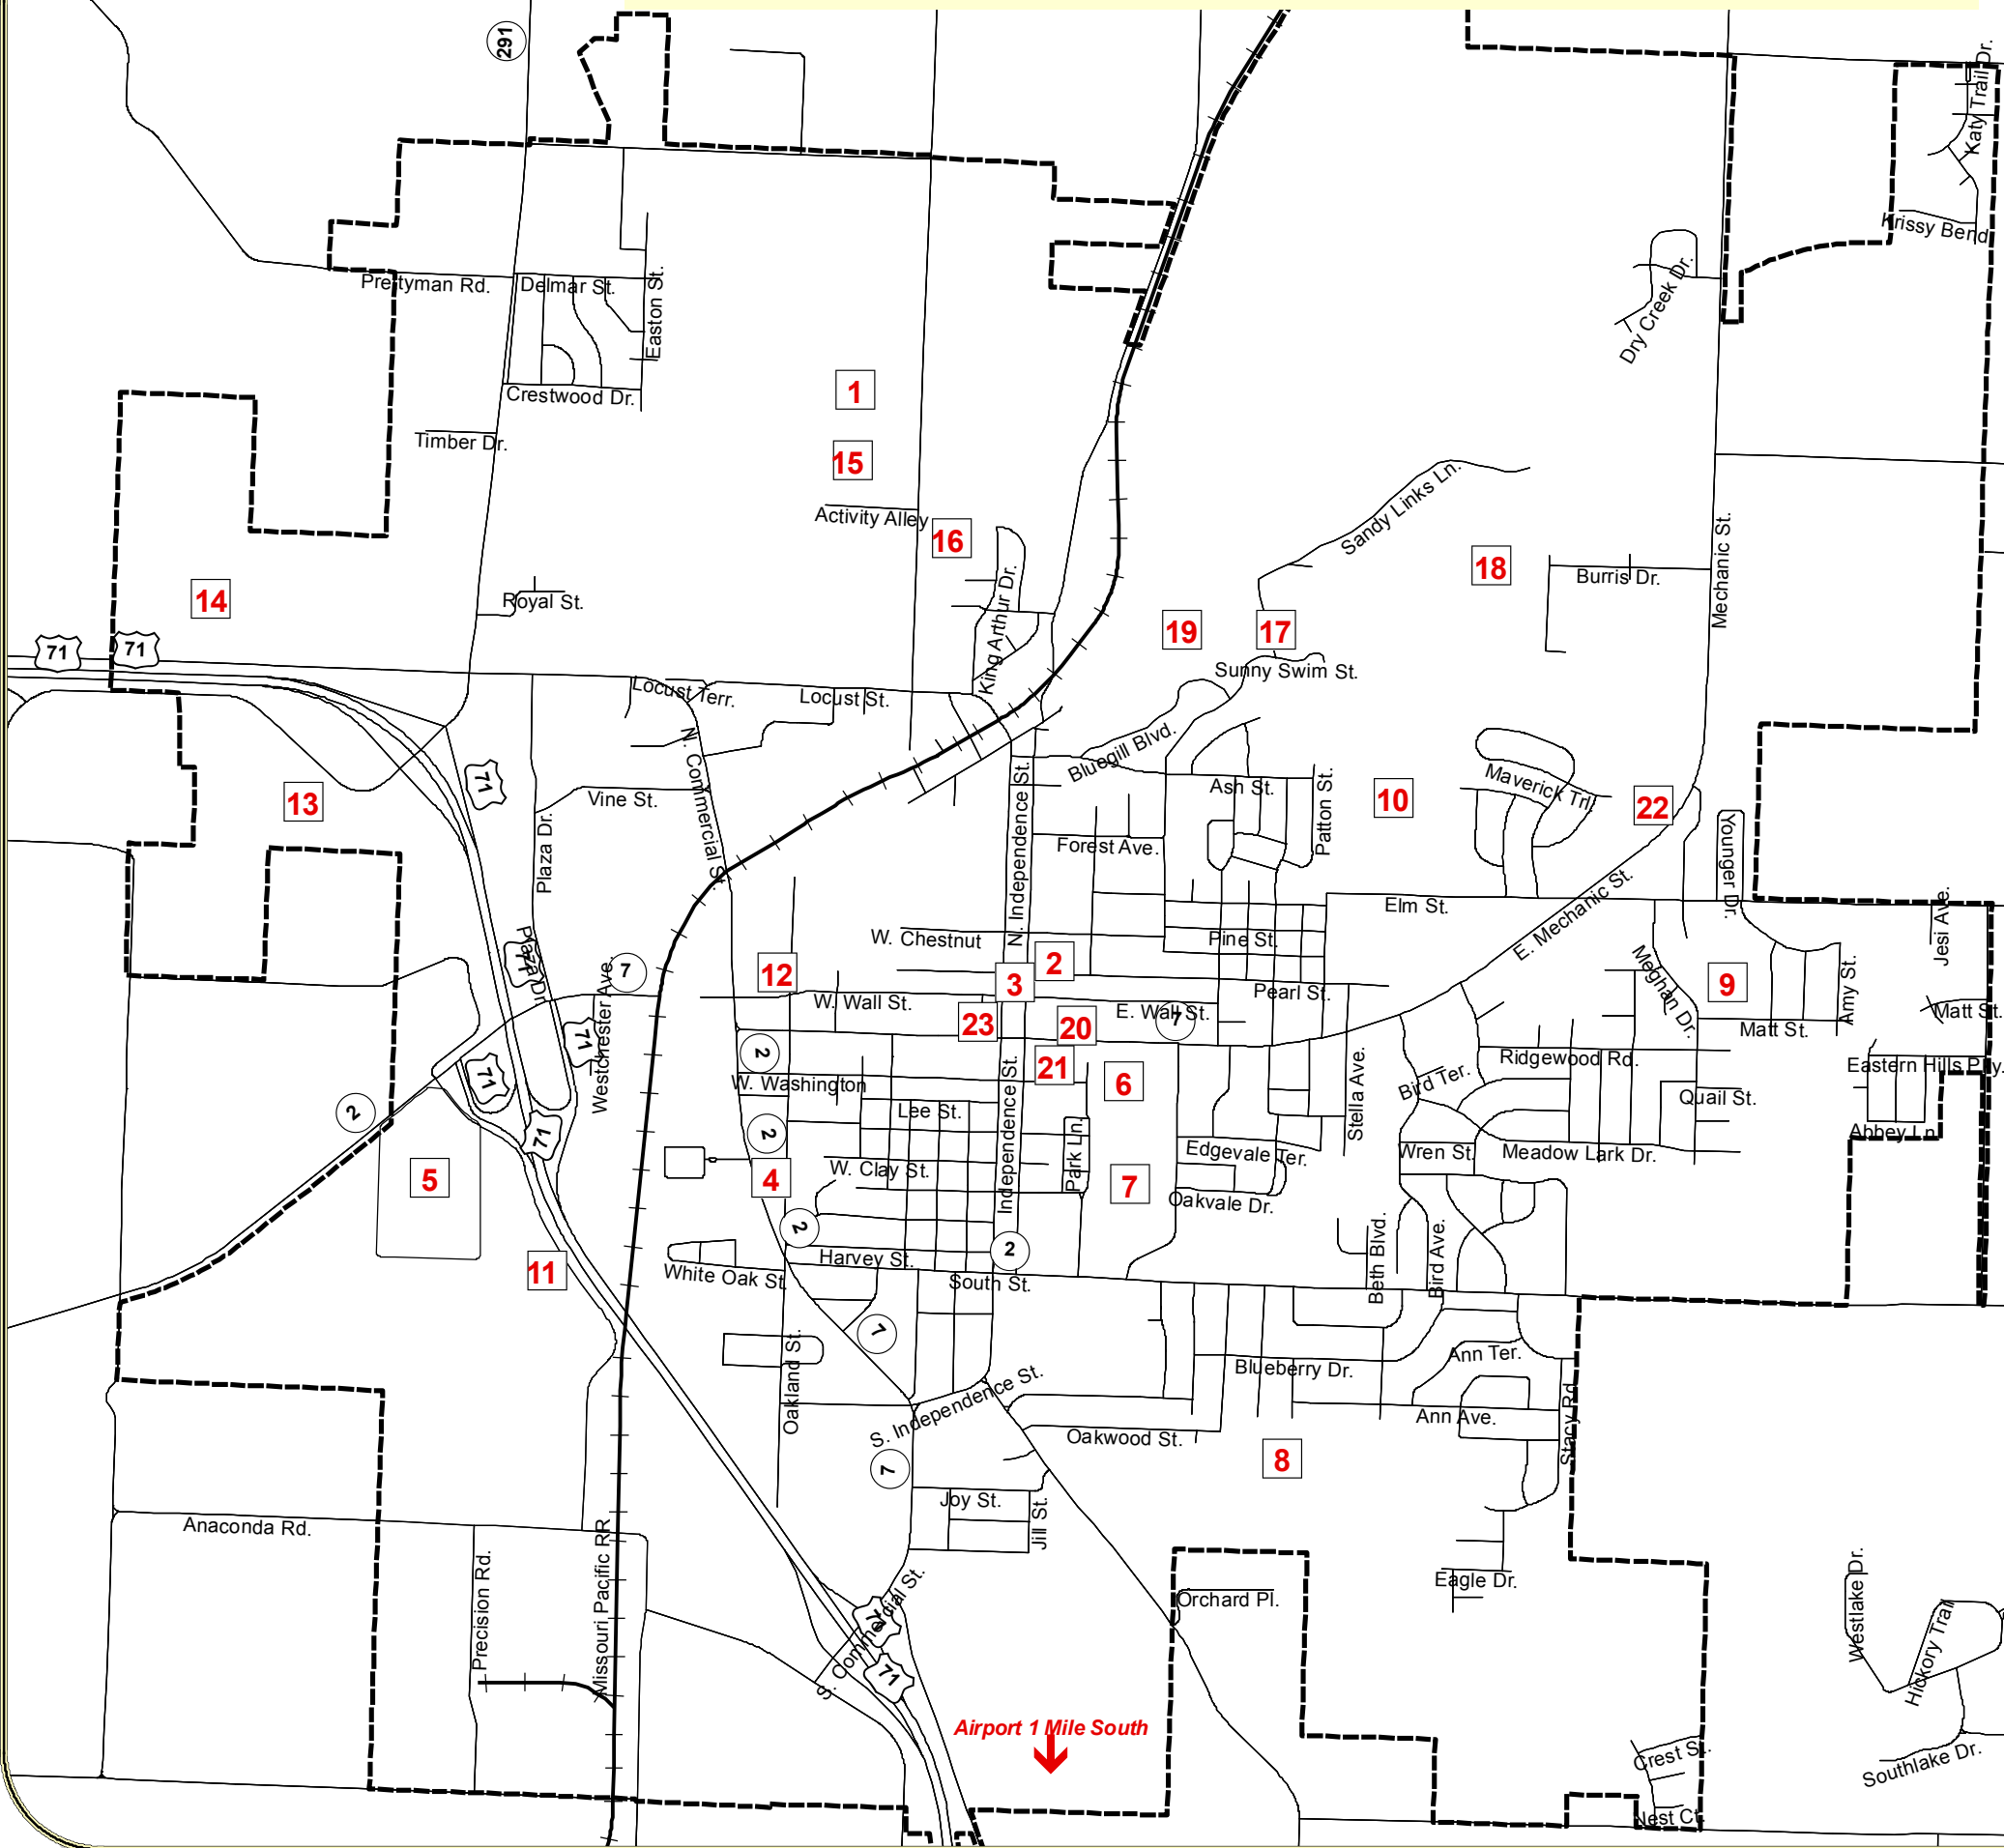 291
Katy Trail Dr.
Krissy Bend
Prettyman Rd.
Delmar St.
Easton St.
Dry Creek Dr.
Crestwood Dr.
1
Timber Dr.
15
Activity Alley
16
Sandy Links Ln.
18
Burris Dr.
Mechanic St.
14
Royal St.
King Arthur Dr.
19
17
71
71
Sunny Swim St.
Locust Terr.
Locust St.
N. Commercial St.
Bluegill Blvd.
71
13
Vine St.
Plaza Dr.
Ash St.
Patton St.
10
Maverick Trl.
22
Younger Dr.
Forest Ave.
N. Independence St.
Elm St.
E. Mechanic St.
Jesi Ave.
W. Chestnut
Pine St.
71
Plaza Dr.
Westchester Ave.
7
12
2
3
Pearl St.
Meghan Dr.
9
Amy St.
W. Wall St.
E. Wall St.
7
Matt St.
Matt St.
23
20
71
2
21
Stella Ave.
Ridgewood Rd.
Eastern Hills Pky.
71
W. Washington
6
Bird Ter.
Quail St.
2
Lee St.
Independence St.
Park Ln.
Abbey Ln.
71
2
Edgevale Ter.
Wren St.
Meadow Lark Dr.
5
4
W. Clay St.
7
Oakvale Dr.
2
2
Beth Blvd.
Bird Ave.
11
White Oak St.
Harvey St.
South St.
7
Oakland St.
Blueberry Dr.
Ann Ter.
S. Independence St.
Ann Ave.
Stacy Rd.
Oakwood St.
8
7
Joy St.
Jill St.
Anaconda Rd.
Precision Rd.
Missouri Pacific RR
Eagle Dr.
Orchard Pl.
Westlake Dr.
Hickory Trail
71
S. Commercial St.
71
Airport 1 Mile South
Crest St.
Southlake Dr.
Nest Ct.